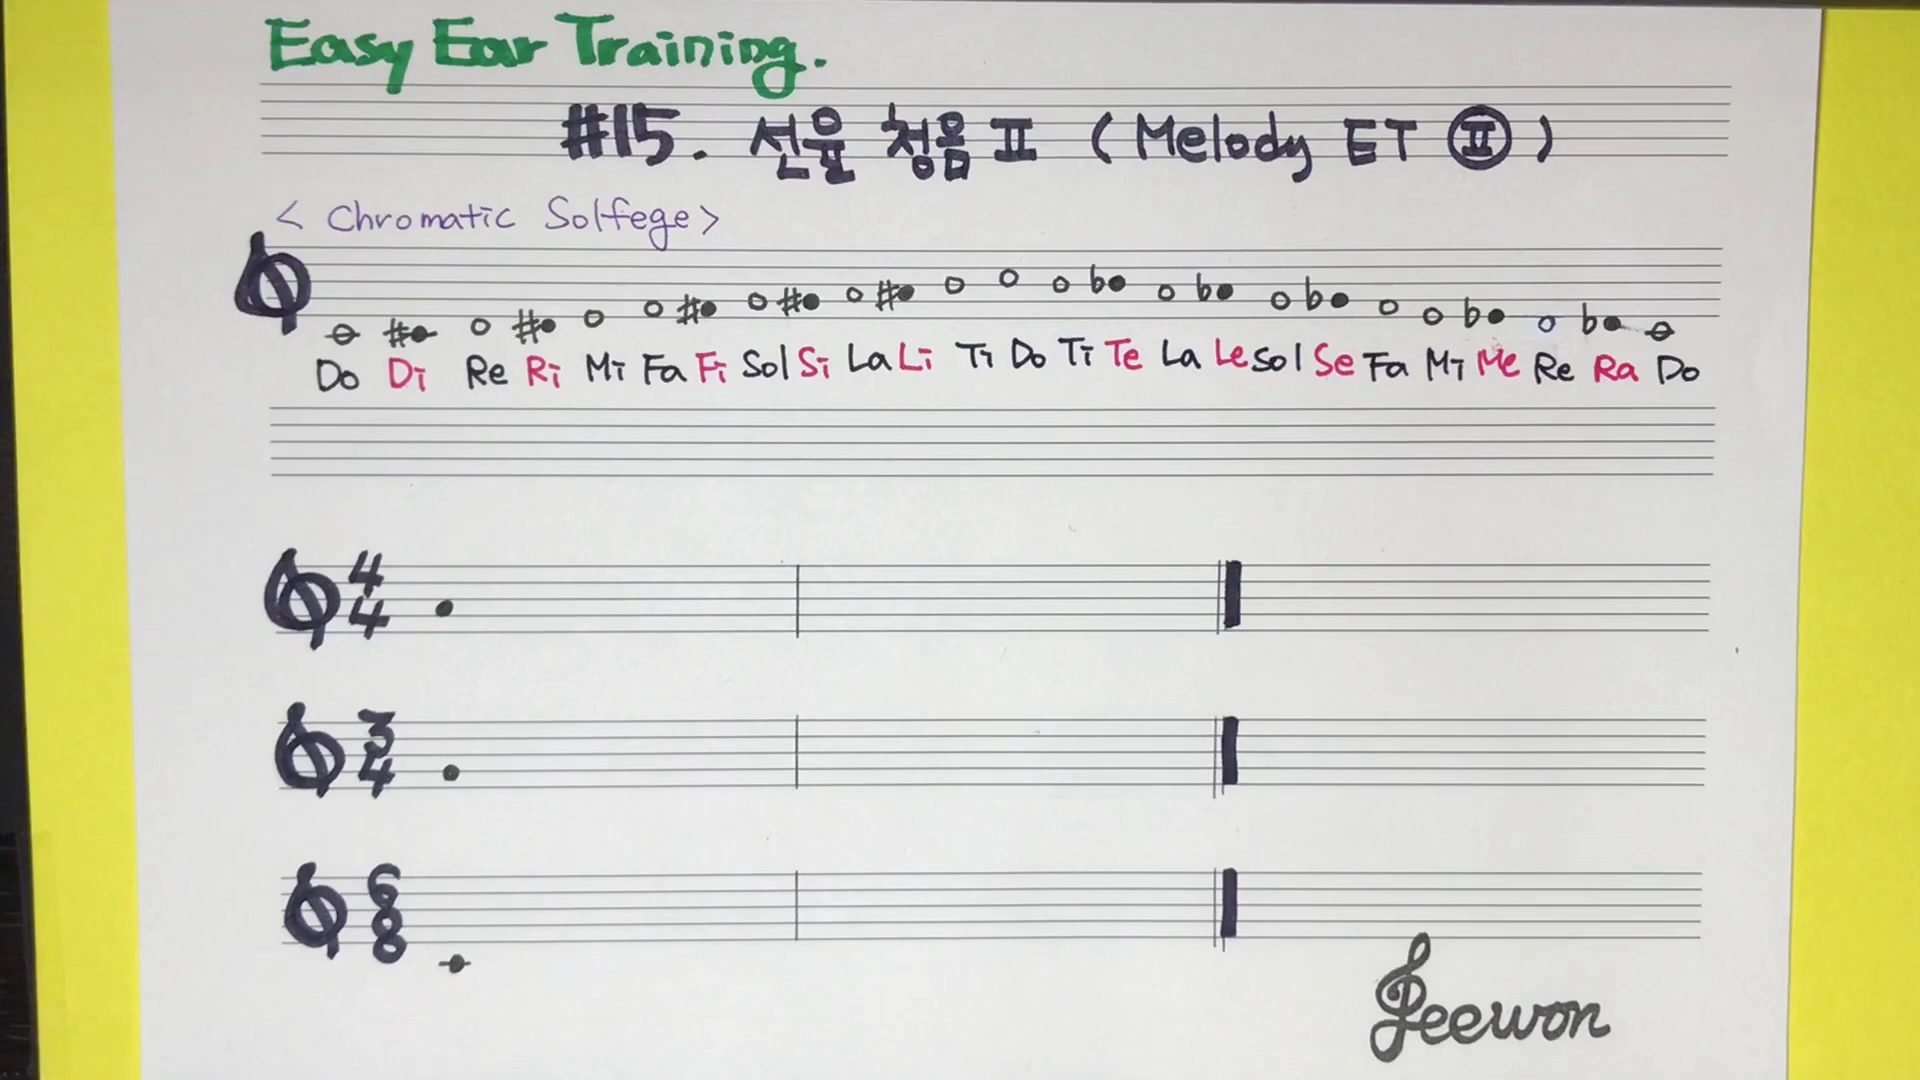 Easy Ear Training.
#15. 선율 청음 Ⅱ (Melody ET Ⅱ)
< Chromatic Solfege >
Do Di Re Ri Mi Fa Fi Sol Si La Li Ti Do Ti Te La Le Sol Se Fa Mi Me Re Ra Do
4
4
3
4
6
8
Jeewon